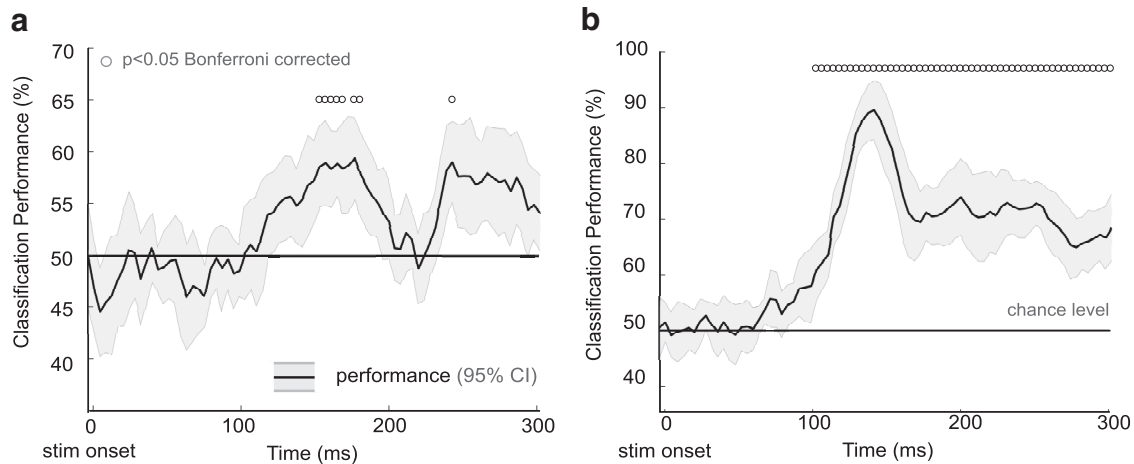 a
70
65
60
55
50
45
40
Classification Performance (%)
p<0.05 Bonferroni corrected
performance (95% CI)
0
100
200
300
stim onset
Time (ms)
b
100
90
80
70
60
50
40
Classification Performance (%)
chance level
0
100
200
300
stim onset
Time (ms)